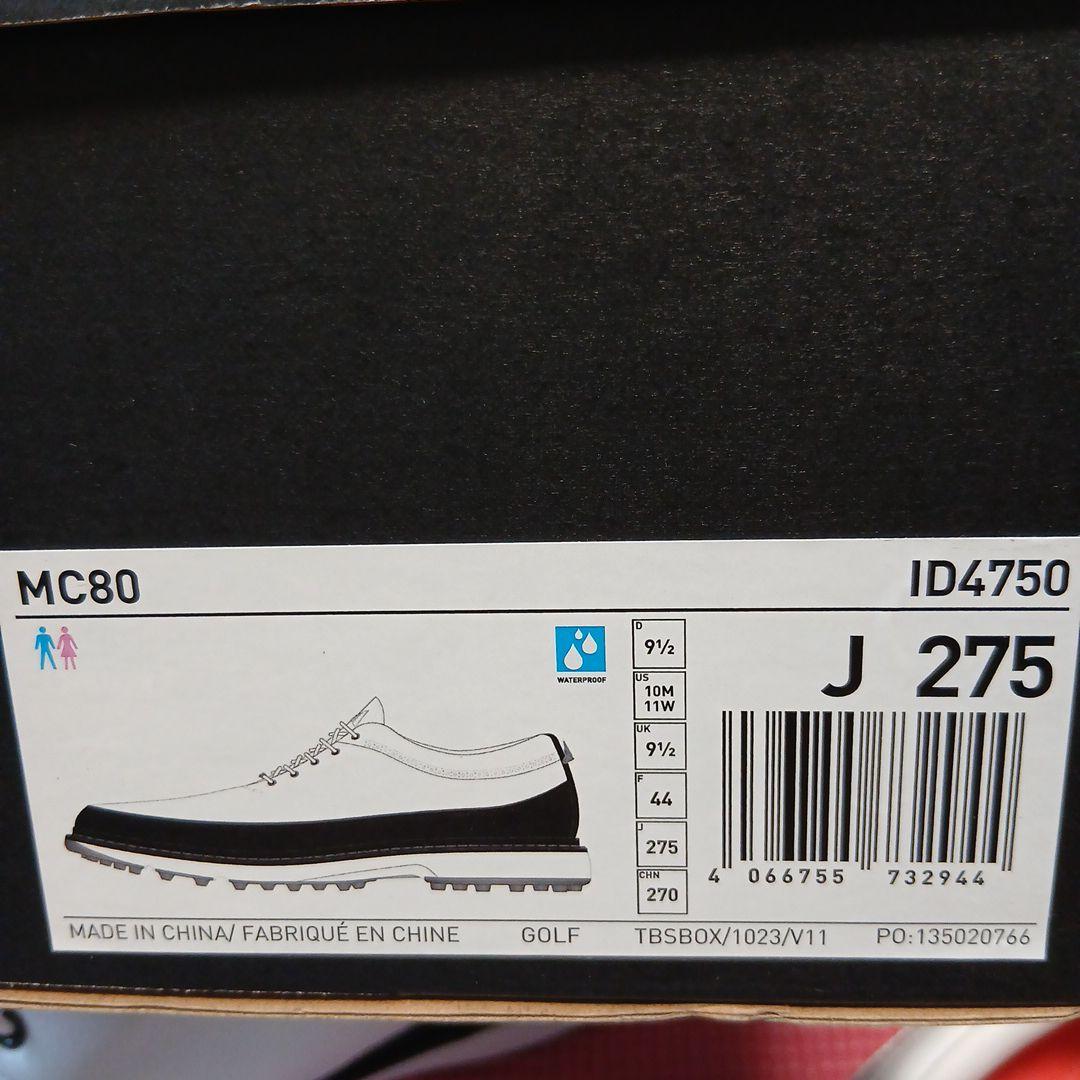 MC80
ID4750
WATERPROOF
D
9½
US
10M
11W
UK
9½
F
44
J
275
CHN
270
J 275
4 066755 732944
MADE IN CHINA/ FABRIQUÉ EN CHINE GOLF TBSBOX/1023/V11 PO:135020766